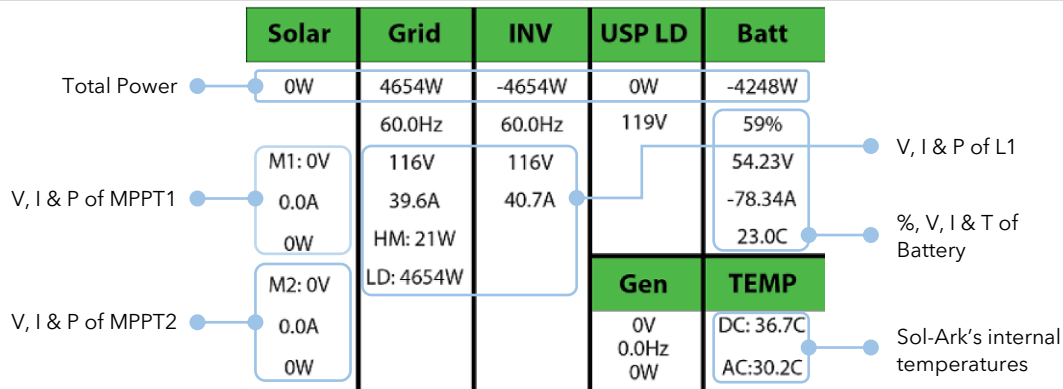 Solar Grid INV USP LD Batt
Total Power 0W 4654W -4654W 0W -4248W
60.0Hz 60.0Hz 119V 59%
M1: 0V 116V 116V 54.23V V, I & P of L1
V, I & P of MPPT1 0.0A 39.6A 40.7A -78.34A
0W HM: 21W 23.0C %, V, I & T of
Battery
M2: 0V LD: 4654W Gen TEMP
V, I & P of MPPT2 0.0A 0V DC: 36.7C
0.0Hz Sol-Ark's internal
0W 0W AC:30.2C temperatures